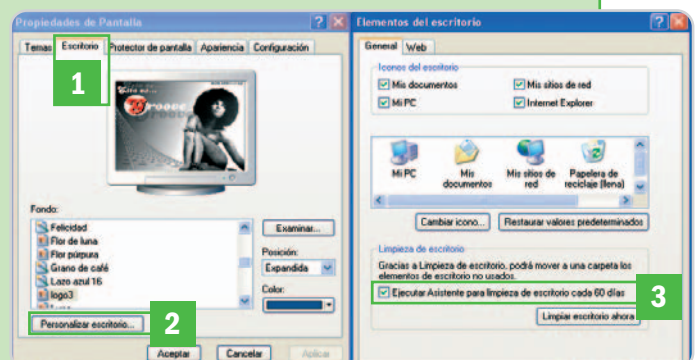 Propiedades de Pantalla
Temas Escritorio Protector de pantalla Apariencia Configuración
1
Groove
Fondo:
Felicidad
Flor de luna
Flor púrpura
Grano de café
Lazo azul 16
logo3
Examinar...
Posición:
Expandida
Color:
Personalizar escritorio...
2
Aceptar Cancelar Aplicar
Elementos del escritorio
General Web
Iconos del escritorio
Mis documentos Mis sitios de red
Mi PC Internet Explorer
Mi PC Mis documentos Mis sitios de red Papelera de reciclaje (llena)
Cambiar icono... Restaurar valores predeterminados
Limpieza de escritorio
Gracias a Limpieza de escritorio, podrá mover a una carpeta los
elementos de escritorio no usados.
Ejecutar Asistente para limpieza de escritorio cada 60 días
3
Limpiar escritorio ahora